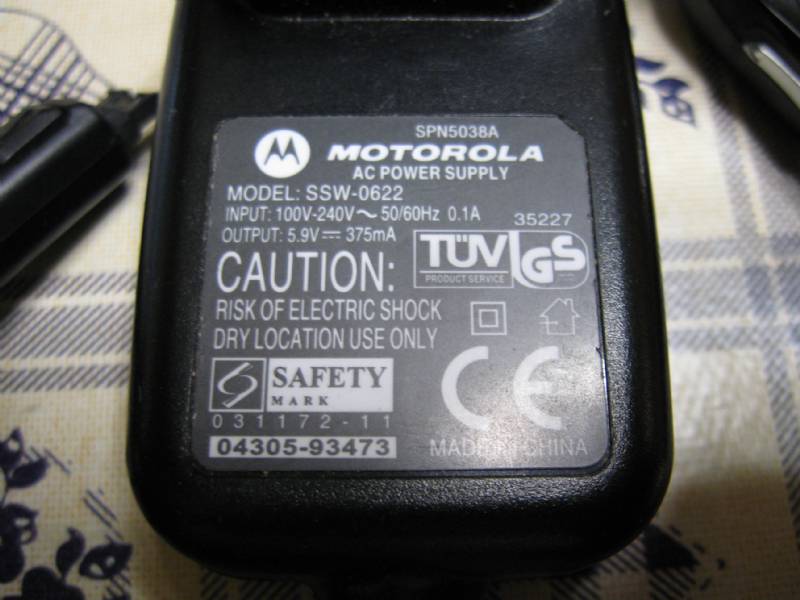 SPN5038A
MOTOROLA
AC POWER SUPPLY
MODEL: SSW-0622
INPUT: 100V-240V~ 50/60Hz 0.1A
35227
OUTPUT: 5.9V⎓ 375mA
TÜV GS
PRODUCT SERVICE
CAUTION:
RISK OF ELECTRIC SHOCK
DRY LOCATION USE ONLY
SAFETY
MARK
CE
031172-11
04305-93473
MADE IN CHINA